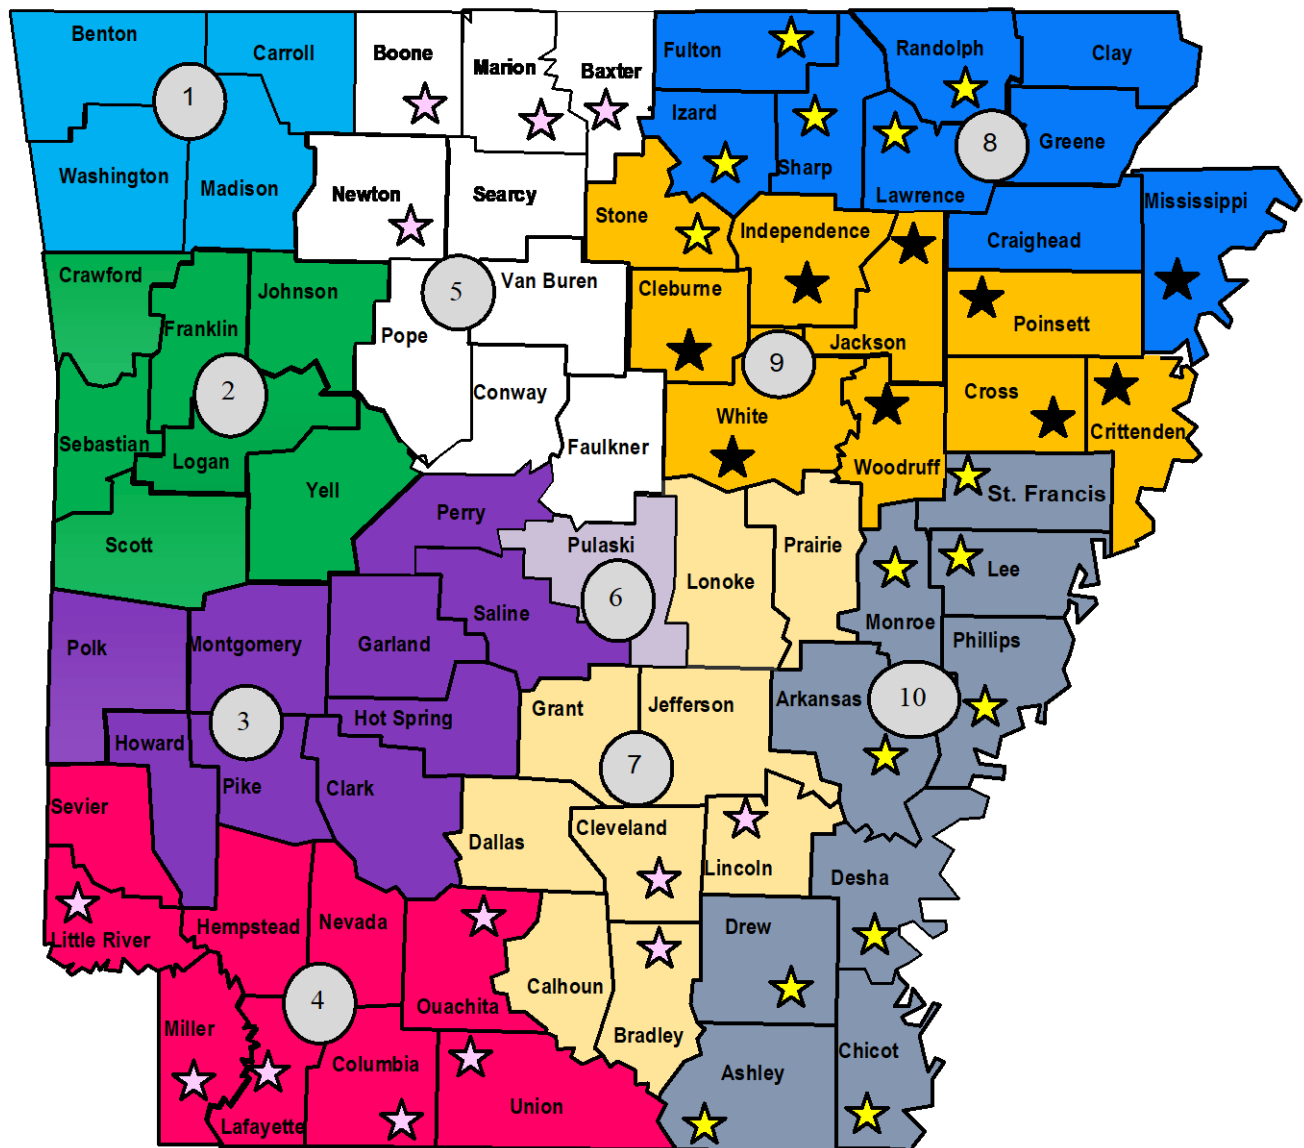 Benton
Carroll
Boone
Marion
Baxter
Fulton
Randolph
Clay
1
Izard
Sharp
8
Greene
Washington
Madison
Newton
Searcy
Lawrence
Mississippi
Stone
Independence
Craighead
Crawford
Johnson
5
Van Buren
Cleburne
Franklin
Pope
Jackson
Poinsett
2
Conway
9
Cross
White
Crittenden
Sebastian
Logan
Faulkner
Woodruff
Yell
St. Francis
Perry
Scott
Pulaski
Prairie
Lee
Lonoke
6
Saline
Monroe
Polk
Montgomery
Garland
Phillips
Arkansas
10
Grant
Jefferson
Hot Spring
3
Howard
7
Pike
Clark
Sevier
Dallas
Cleveland
Lincoln
Desha
Little River
Hempstead
Nevada
Drew
Calhoun
4
Ouachita
Miller
Bradley
Chicot
Columbia
Ashley
Lafayette
Union